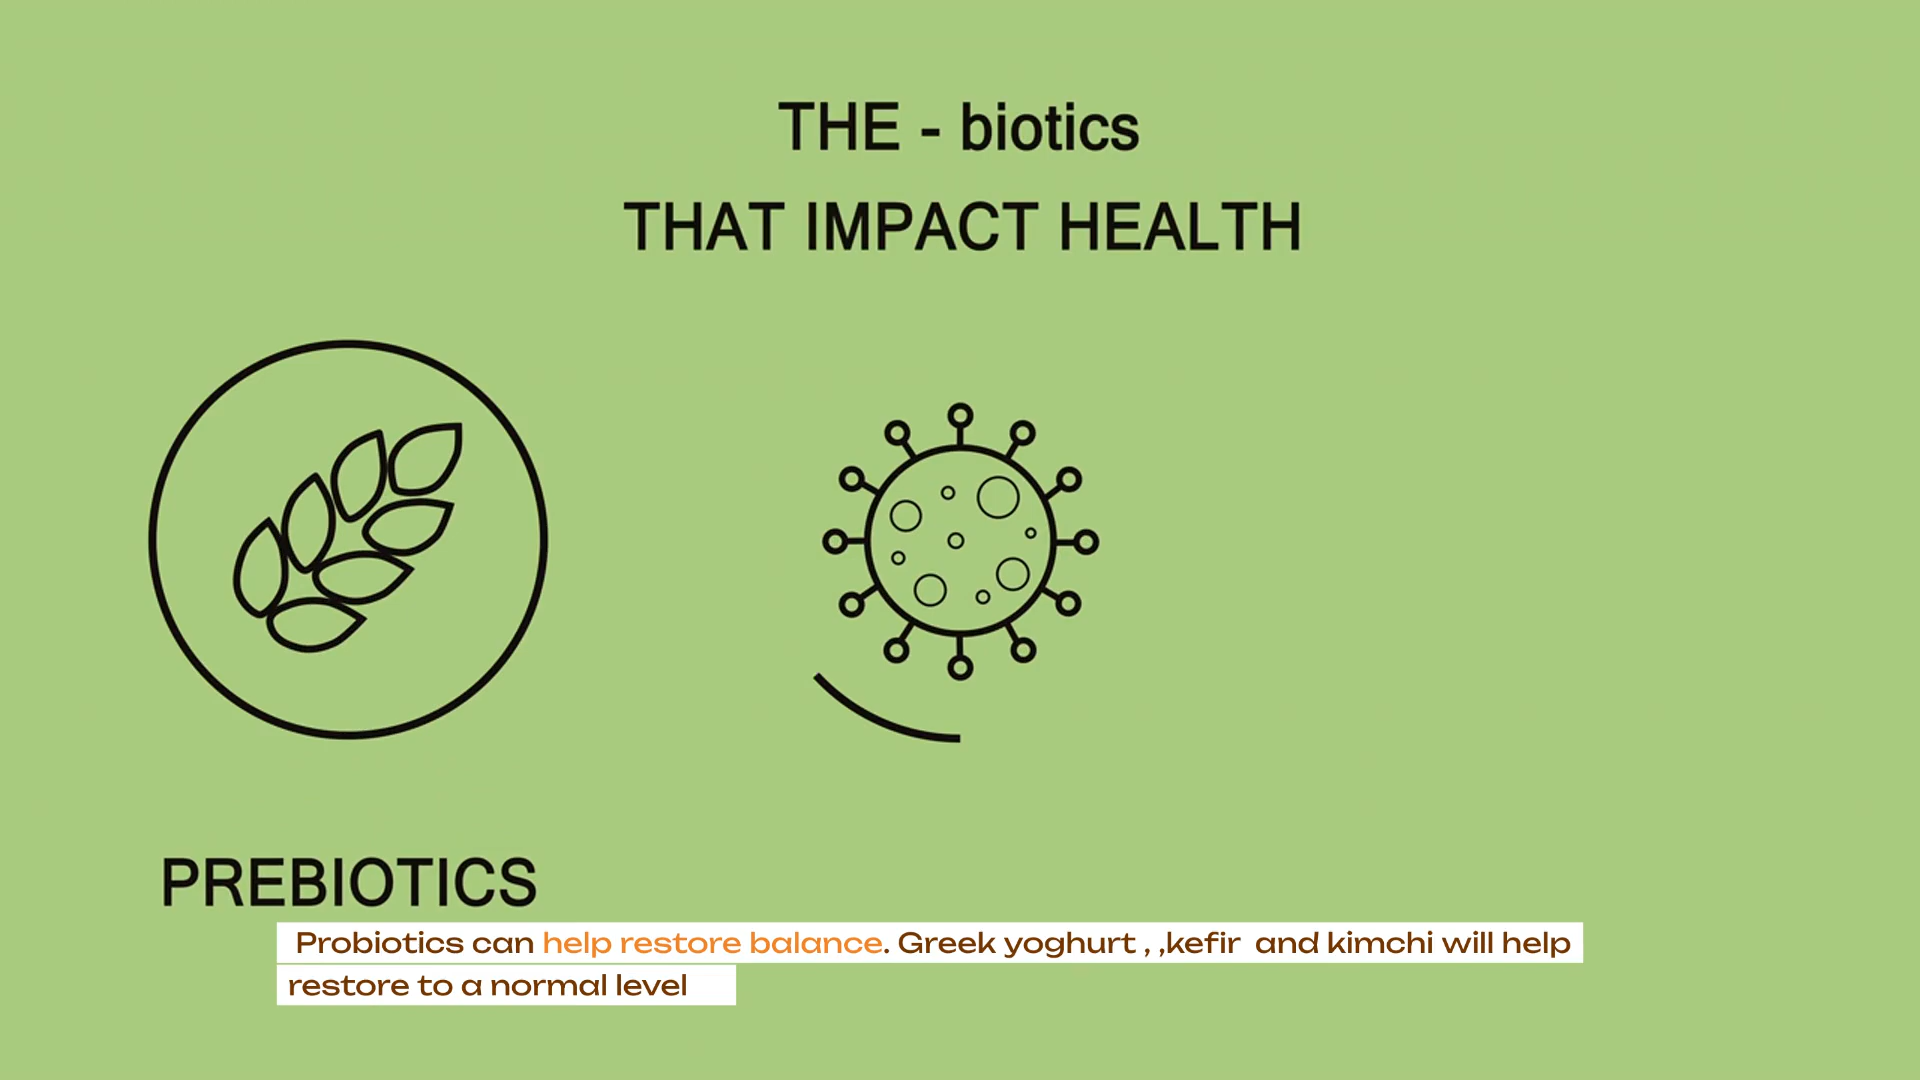 THE - biotics
THAT IMPACT HEALTH
PREBIOTICS
Probiotics can help restore balance. Greek yoghurt , ,kefir and kimchi will help
restore to a normal level